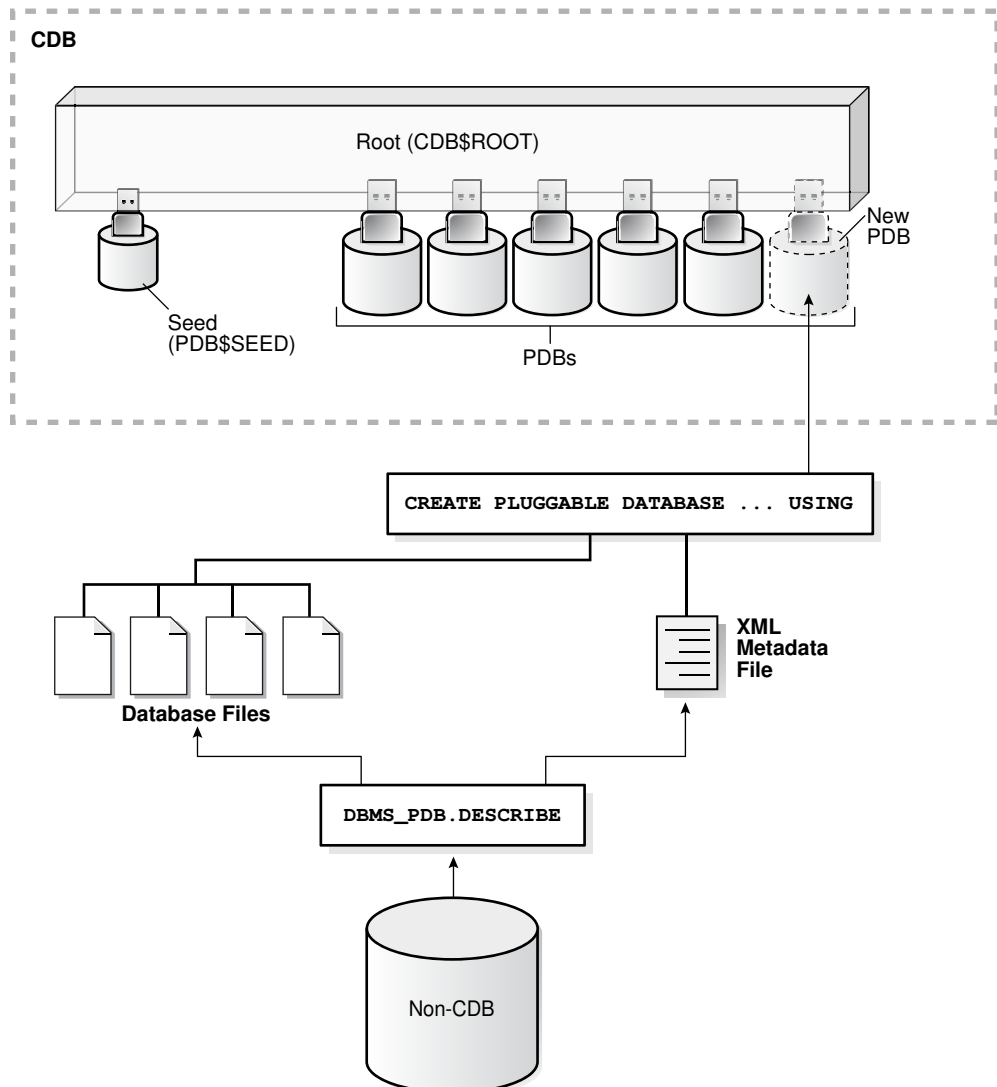 CDB
Root (CDB$ROOT)
New
PDB
Seed
(PDB$SEED)
PDBs
CREATE PLUGGABLE DATABASE ... USING
XML
Metadata
File
Database Files
DBMS_PDB.DESCRIBE
Non-CDB